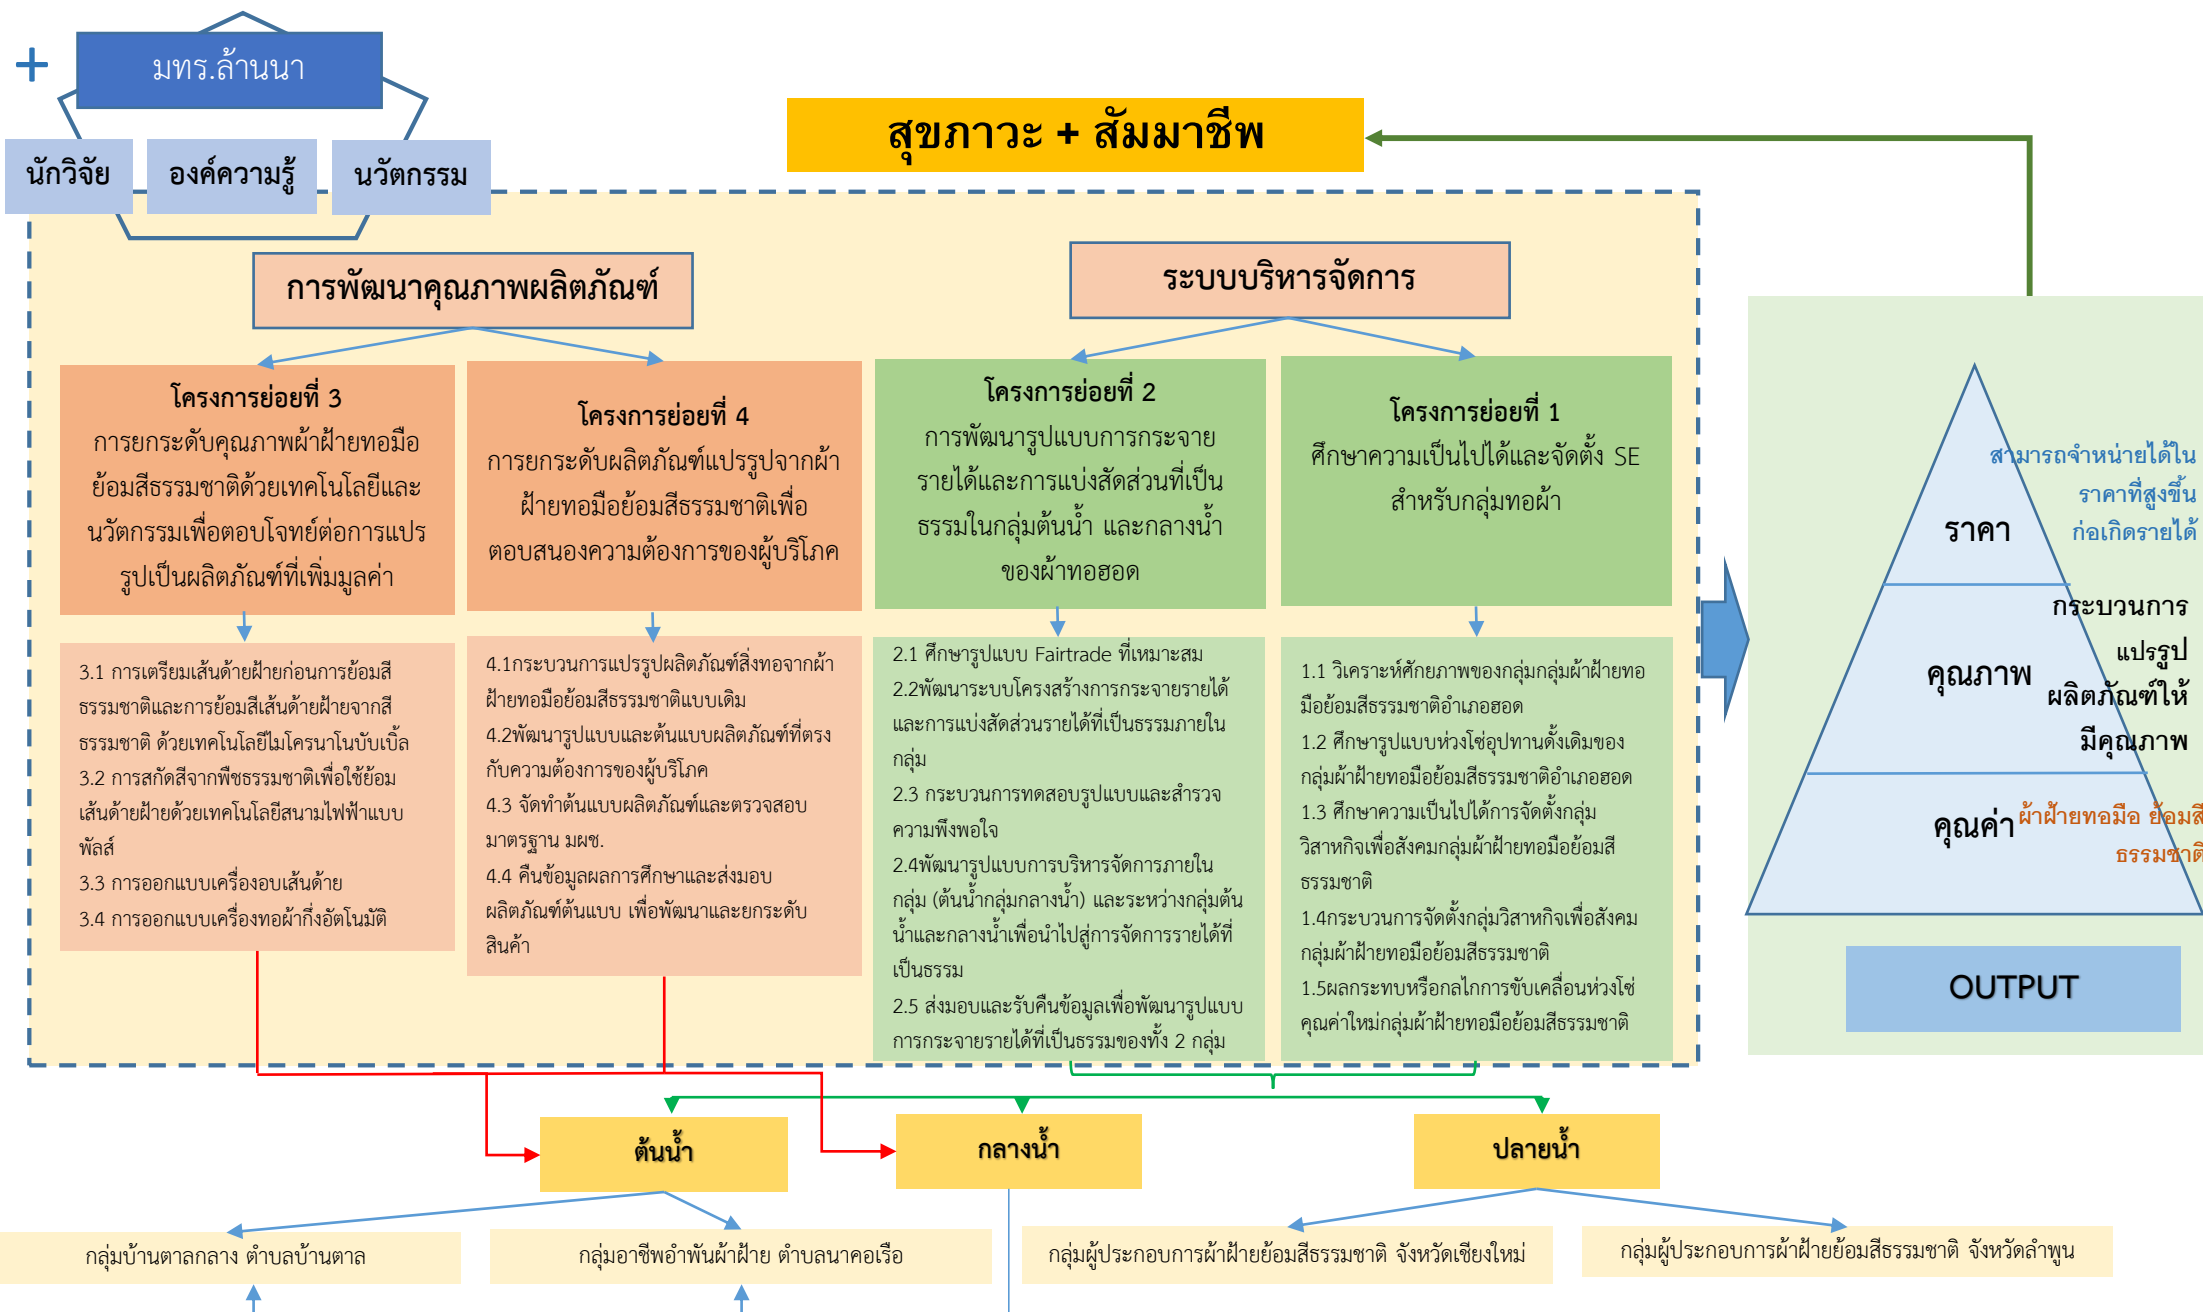 +
มทร.ล้านนา
นักวิจัย
องค์ความรู้
นวัตกรรม
สุขภาวะ + สัมมาชีพ
การพัฒนาคุณภาพผลิตภัณฑ์
ระบบบริหารจัดการ
โครงการย่อยที่ 3
การยกระดับคุณภาพผ้าฝ้ายทอมือ
ย้อมสีธรรมชาติด้วยเทคโนโลยีและ
นวัตกรรมเพื่อตอบโจทย์ต่อการแปร
รูปเป็นผลิตภัณฑ์ที่เพิ่มมูลค่า
โครงการย่อยที่ 4
การยกระดับผลิตภัณฑ์แปรรูปจากผ้า
ฝ้ายทอมือย้อมสีธรรมชาติเพื่อ
ตอบสนองความต้องการของผู้บริโภค
โครงการย่อยที่ 2
การพัฒนารูปแบบการกระจาย
รายได้และการแบ่งสัดส่วนที่เป็น
ธรรมในกลุ่มต้นน้ำ และกลางน้ำ
ของผ้าทอฮอด
โครงการย่อยที่ 1
ศึกษาความเป็นไปได้และจัดตั้ง SE
สำหรับกลุ่มทอผ้า
3.1 การเตรียมเส้นด้ายฝ้ายก่อนการย้อมสี
ธรรมชาติและการย้อมสีเส้นด้ายฝ้ายจากสี
ธรรมชาติ ด้วยเทคโนโลยีไมโครนาโนบับเบิ้ล
3.2 การสกัดสีจากพืชธรรมชาติเพื่อใช้ย้อม
เส้นด้ายฝ้ายด้วยเทคโนโลยีสนามไฟฟ้าแบบ
พัลส์
3.3 การออกแบบเครื่องอบเส้นด้าย
3.4 การออกแบบเครื่องทอผ้ากึ่งอัตโนมัติ
4.1กระบวนการแปรรูปผลิตภัณฑ์สิ่งทอจากผ้า
ฝ้ายทอมือย้อมสีธรรมชาติแบบเดิม
4.2พัฒนารูปแบบและต้นแบบผลิตภัณฑ์ที่ตรง
กับความต้องการของผู้บริโภค
4.3 จัดทำต้นแบบผลิตภัณฑ์และตรวจสอบ
มาตรฐาน มผช.
4.4 คืนข้อมูลผลการศึกษาและส่งมอบ
ผลิตภัณฑ์ต้นแบบ เพื่อพัฒนาและยกระดับ
สินค้า
2.1 ศึกษารูปแบบ Fairtrade ที่เหมาะสม
2.2พัฒนาระบบโครงสร้างการกระจายรายได้
และการแบ่งสัดส่วนรายได้ที่เป็นธรรมภายใน
กลุ่ม
2.3 กระบวนการทดสอบรูปแบบและสำรวจ
ความพึงพอใจ
2.4พัฒนารูปแบบการบริหารจัดการภายใน
กลุ่ม (ต้นน้ำกลุ่มกลางน้ำ) และระหว่างกลุ่มต้น
น้ำและกลางน้ำเพื่อนำไปสู่การจัดการรายได้ที่
เป็นธรรม
2.5 ส่งมอบและรับคืนข้อมูลเพื่อพัฒนารูปแบบ
การกระจายรายได้ที่เป็นธรรมของทั้ง 2 กลุ่ม
1.1 วิเคราะห์ศักยภาพของกลุ่มกลุ่มผ้าฝ้ายทอ
มือย้อมสีธรรมชาติอำเภอฮอด
1.2 ศึกษารูปแบบห่วงโซ่อุปทานดั้งเดิมของ
กลุ่มผ้าฝ้ายทอมือย้อมสีธรรมชาติอำเภอฮอด
1.3 ศึกษาความเป็นไปได้การจัดตั้งกลุ่ม
วิสาหกิจเพื่อสังคมกลุ่มผ้าฝ้ายทอมือย้อมสี
ธรรมชาติ
1.4กระบวนการจัดตั้งกลุ่มวิสาหกิจเพื่อสังคม
กลุ่มผ้าฝ้ายทอมือย้อมสีธรรมชาติ
1.5ผลกระทบหรือกลไกการขับเคลื่อนห่วงโซ่
คุณค่าใหม่กลุ่มผ้าฝ้ายทอมือย้อมสีธรรมชาติ
สามารถจำหน่ายได้ใน
ราคาที่สูงขึ้น
ก่อเกิดรายได้
ราคา
กระบวนการ
แปรรูป
ผลิตภัณฑ์ให้
มีคุณภาพ
คุณภาพ
คุณค่า
ผ้าฝ้ายทอมือ ย้อมสี
ธรรมชาติ
OUTPUT
ต้นน้ำ
กลางน้ำ
ปลายน้ำ
กลุ่มบ้านตาลกลาง ตำบลบ้านตาล
กลุ่มอาชีพอำพันผ้าฝ้าย ตำบลนาคอเรือ
กลุ่มผู้ประกอบการผ้าฝ้ายย้อมสีธรรมชาติ จังหวัดเชียงใหม่
กลุ่มผู้ประกอบการผ้าฝ้ายย้อมสีธรรมชาติ จังหวัดลำพูน